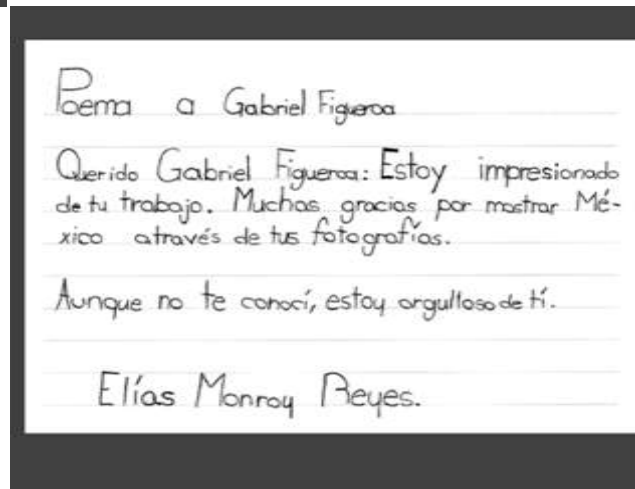 Poema a Gabriel Figueroa
Querido Gabriel Figueroa: Estoy impresionado
de tu trabajo. Muchas gracias por mostrar Mé-
xico através de tus fotografías.
Aunque no te conocí, estoy orgulloso de tí.
Elías Monroy Reyes.